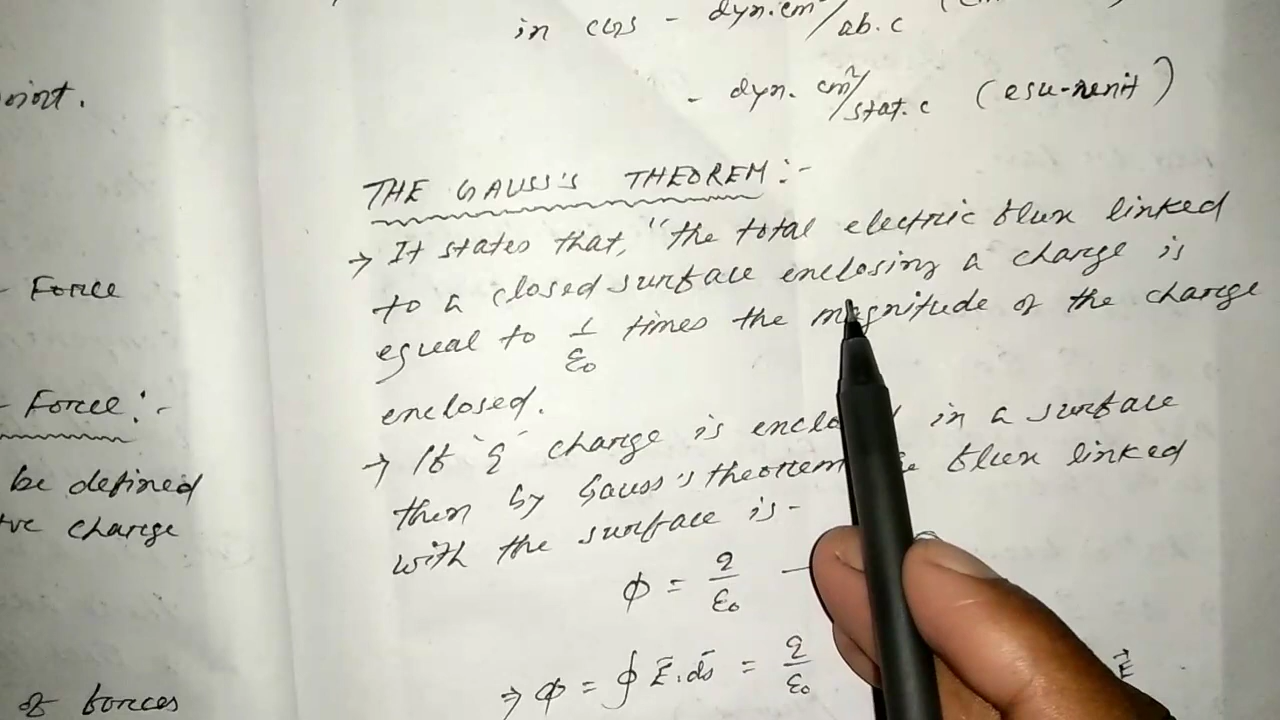 in cgs - dyn.cm²/ab.c
- dyn. cm²/stat.c (esu-unit)
oint.
THE GAUSS'S THEOREM :-
→ It states that, "the total electric flux linked
to a closed surface enclosing a charge is
equal to 1/ε₀ times the magnitude of the charge
enclosed.
→ If "q" charge is enclo in a surface
then by Gauss's theorem flux linked
with the surface is -
ϕ = q/ε₀ —
⇒ ϕ = ∮ E⃗.ds⃗ = q/ε₀
E⃗
- Force
- Force :-
be defined
tve charge
of forces